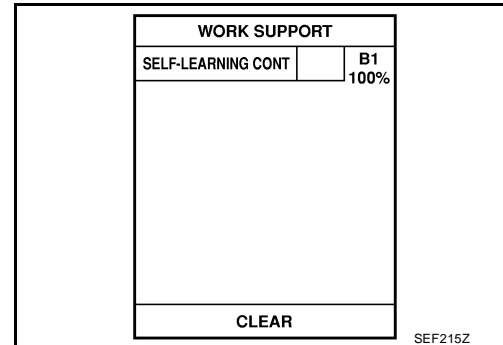 WORK SUPPORT
SELF-LEARNING CONT B1
100%
CLEAR
SEF215Z